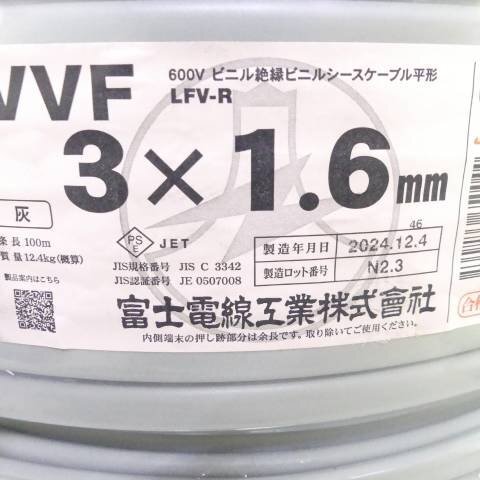 VVF
600V ビニル絶縁ビニルシースケーブル平形
LFV-R
3×1.6mm
灰
条 長 100m
質 量 12.4kg(概算)
製品案内はこちら
PS
E
JET
JIS規格番号 JIS C 3342
JIS認証番号 JE 0507008
46
製造年月日 2024.12.4
製造ロット番号 N2.3
富士電線工業株式會社
内側端末の押し跡部分は余長です。取り除いてご使用ください。